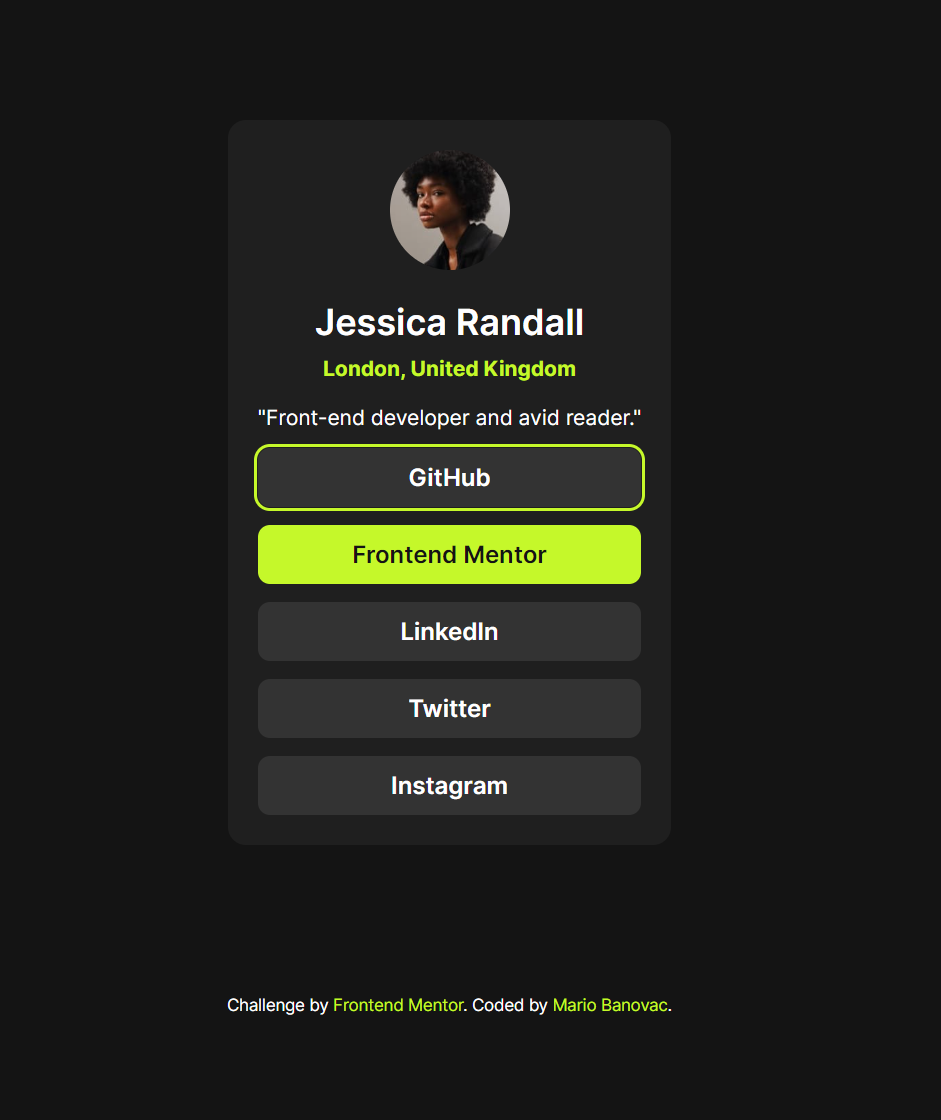 Jessica Randall
London, United Kingdom
"Front-end developer and avid reader."
GitHub
Frontend Mentor
LinkedIn
Twitter
Instagram
Challenge by Frontend Mentor. Coded by Mario Banovac.